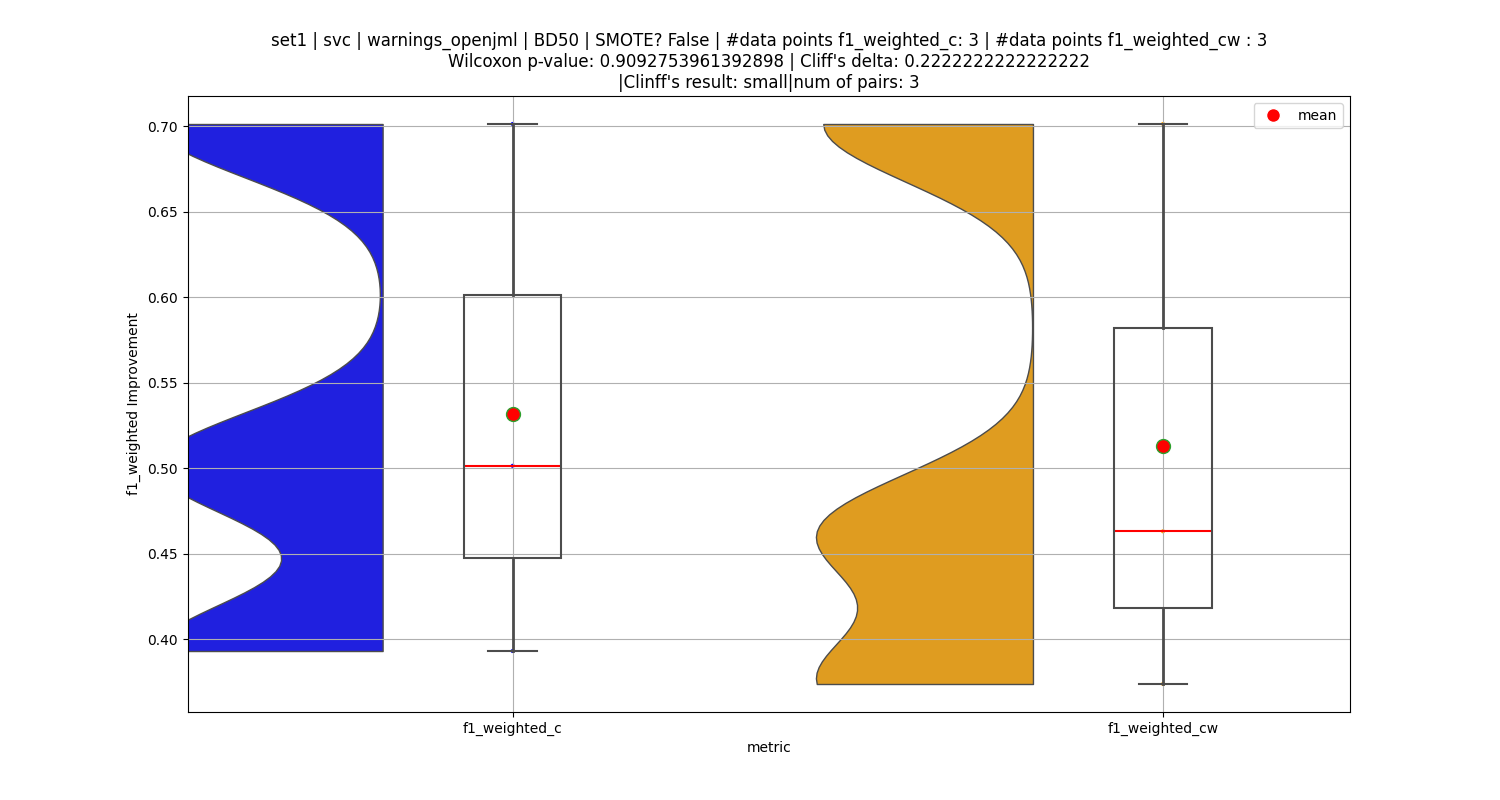 set1 | svc | warnings_openjml | BD50 | SMOTE? False | #data points f1_weighted_c: 3 | #data points f1_weighted_cw : 3
Wilcoxon p-value: 0.9092753961392898 | Cliff's delta: 0.2222222222222222
|Clinff's result: small|num of pairs: 3
mean
0.70
0.65
0.60
0.55
0.50
0.45
0.40
f1_weighted Improvement
f1_weighted_c
f1_weighted_cw
metric